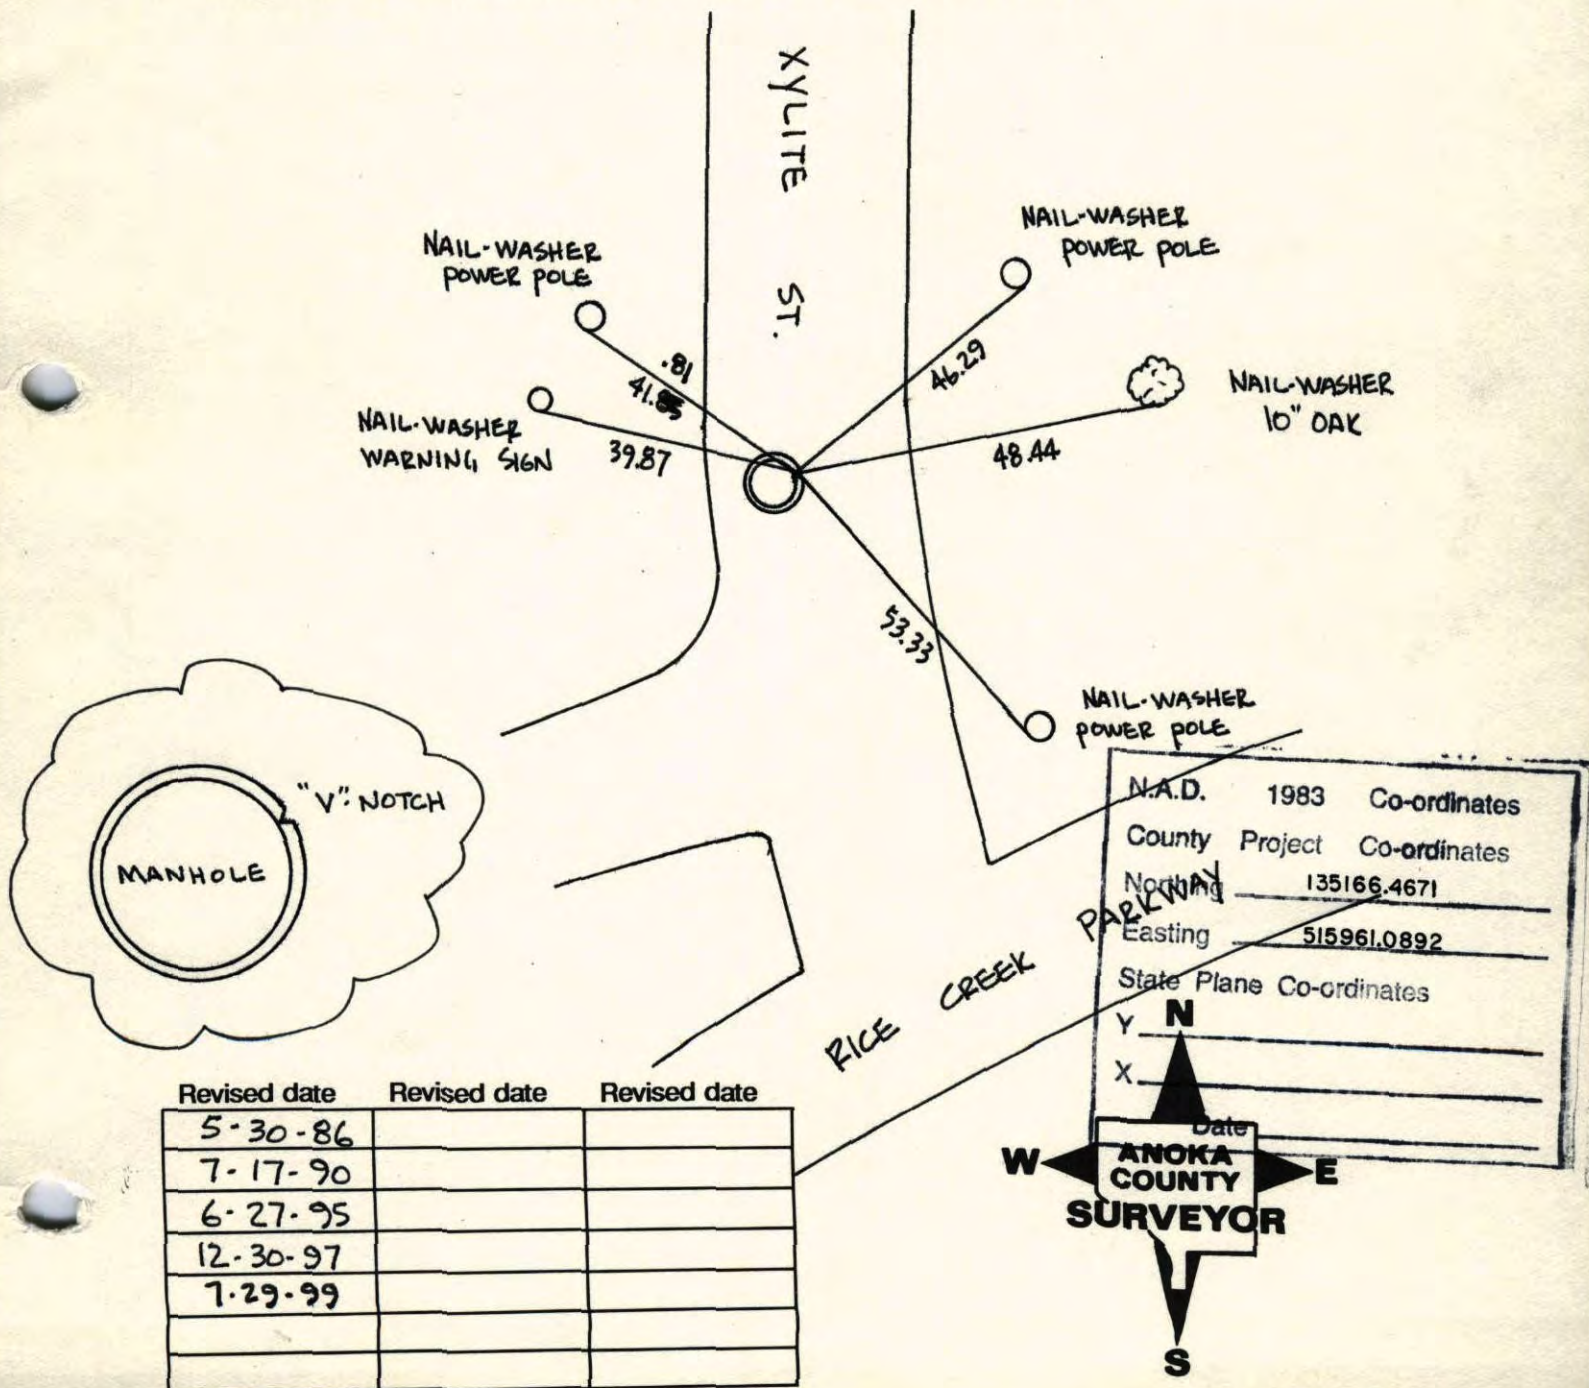 XYLITE ST.
NAIL-WASHER
POWER POLE
NAIL-WASHER
POWER POLE
.81
41.85
46.29
NAIL-WASHER
10" OAK
NAIL-WASHER
WARNING SIGN
39.87
48.44
53.33
NAIL-WASHER
POWER POLE
"V" NOTCH
MANHOLE
N.A.D. 1983 Co-ordinates
County Project Co-ordinates
Northing 135166.4671
Easting 515961.0892
State Plane Co-ordinates
Y
X
Date
RICE CREEK PARKWAY
N
W
E
S
ANOKA
COUNTY
SURVEYOR
Revised date Revised date Revised date
5-30-86
7-17-90
6-27-95
12-30-97
7-29-99